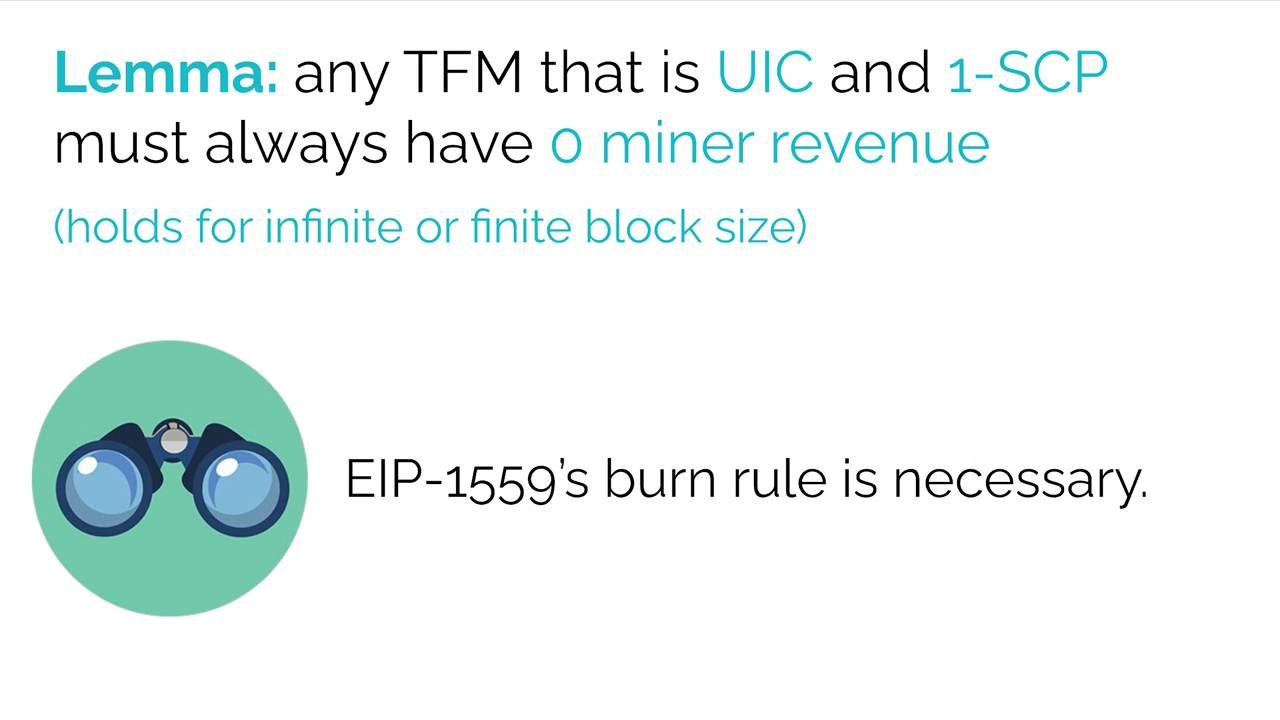 Lemma: any TFM that is UIC and 1-SCP
must always have 0 miner revenue
(holds for infinite or finite block size)
EIP-1559’s burn rule is necessary.